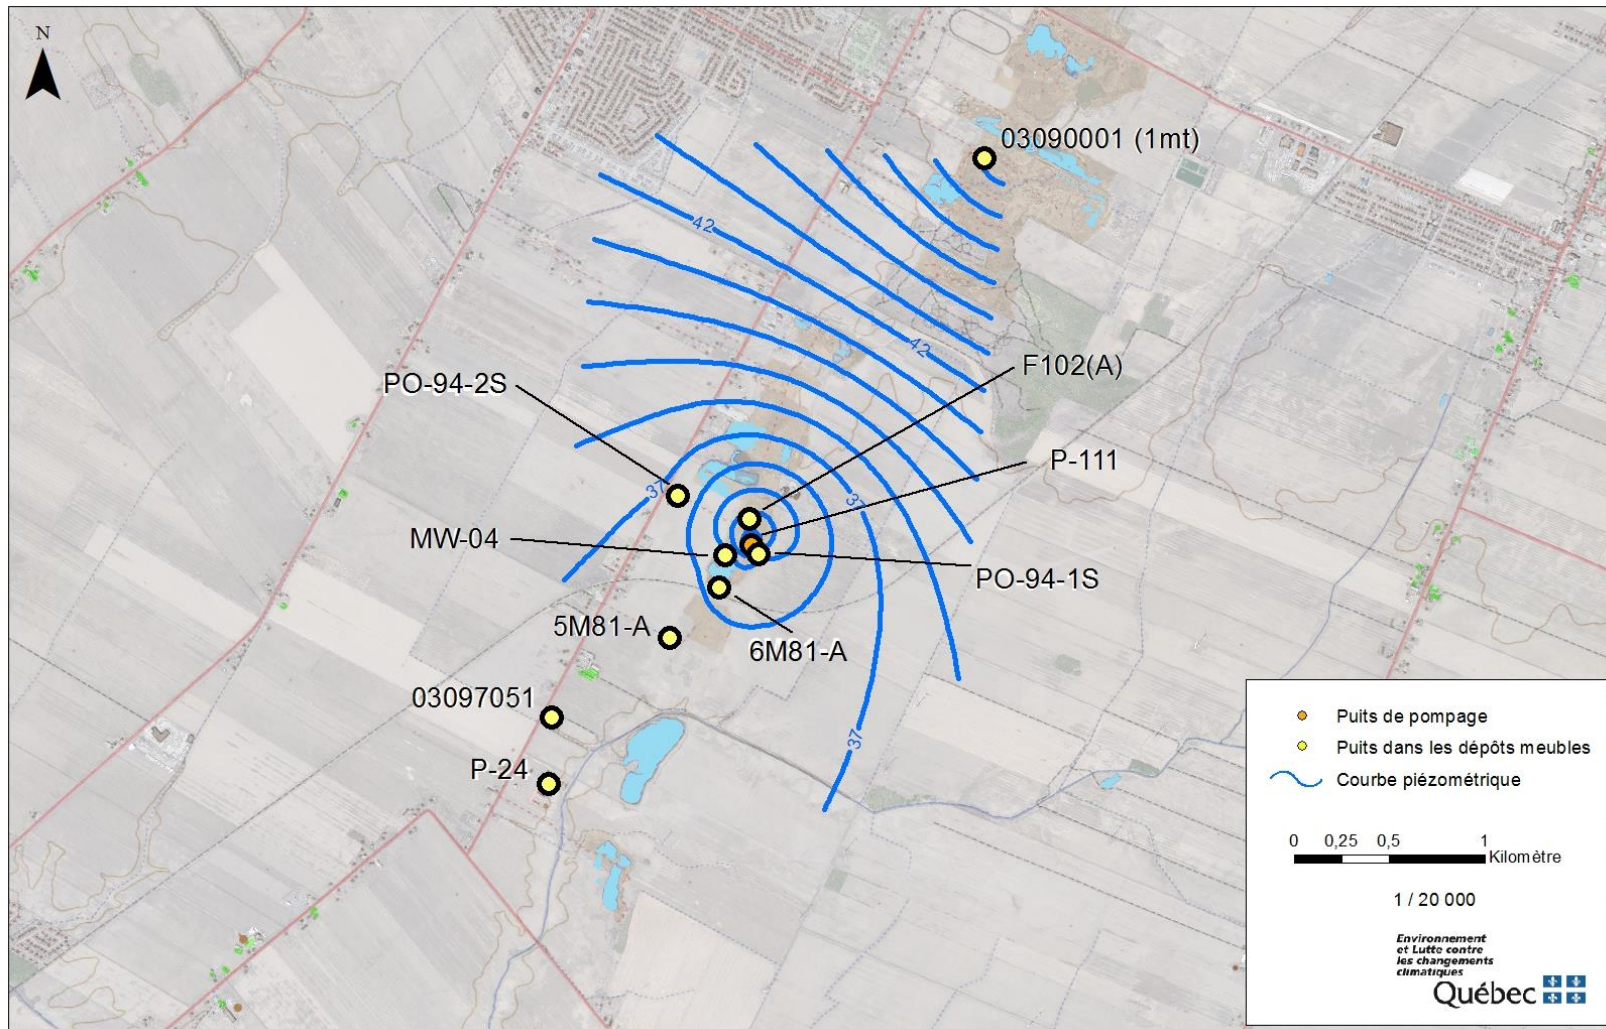 N
03090001 (1mt)
42
42
F102(A)
PO-94-2S
P-111
37
37
MW-04
PO-94-1S
5M81-A
6M81-A
03097051
37
P-24
Puits de pompage
Puits dans les dépôts meubles
Courbe piézométrique
0 0,25 0,5 1
Kilomètre
1 / 20 000
Environnement
et Lutte contre
les changements
climatiques
Québec